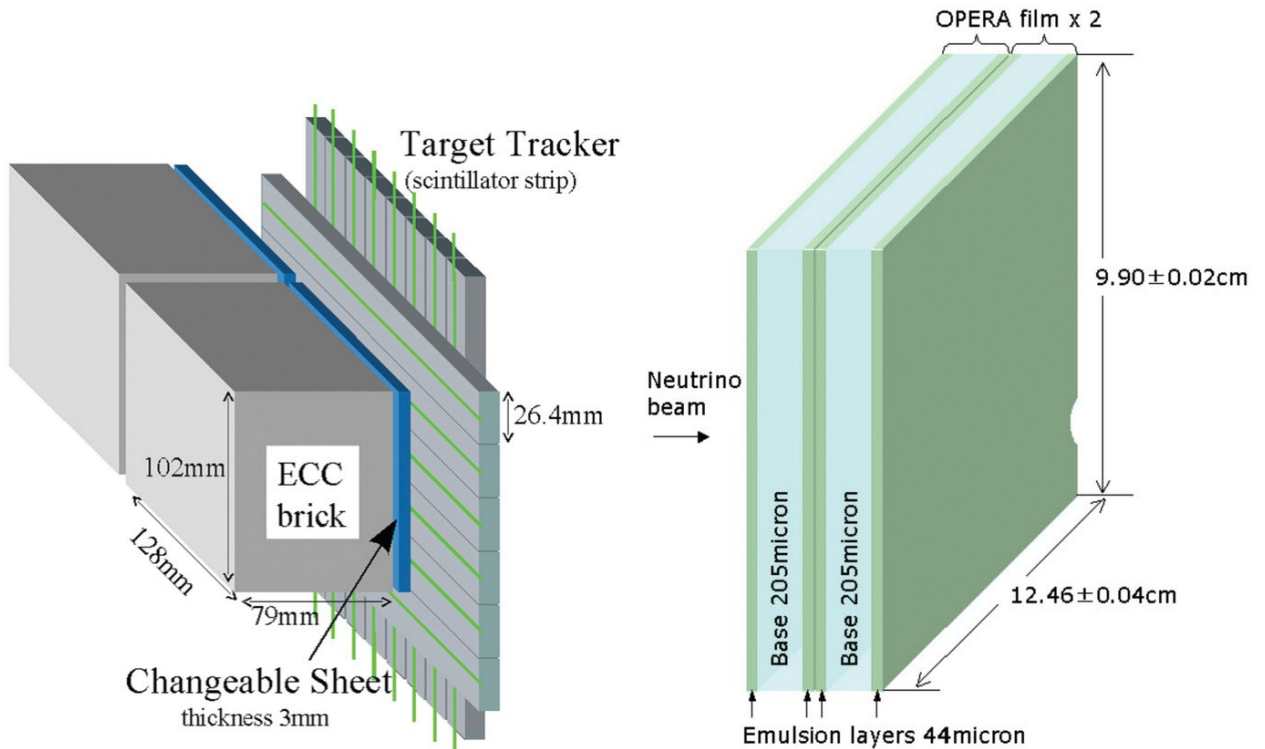 Target Tracker
(scintillator strip)
26.4mm
102mm
ECC
brick
128mm
79mm
Changeable Sheet
thickness 3mm
OPERA film x 2
9.90±0.02cm
Neutrino
beam
Base 205micron
Base 205micron
12.46±0.04cm
Emulsion layers 44micron